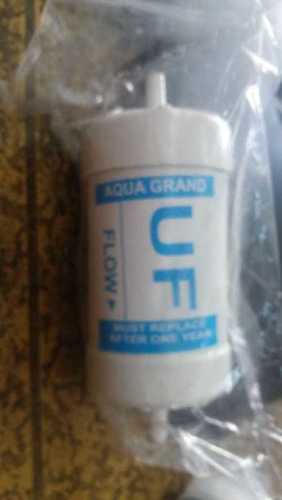 AQUA GRAND
UF
FLOW ▶
MUST REPLACE
AFTER ONE YEAR